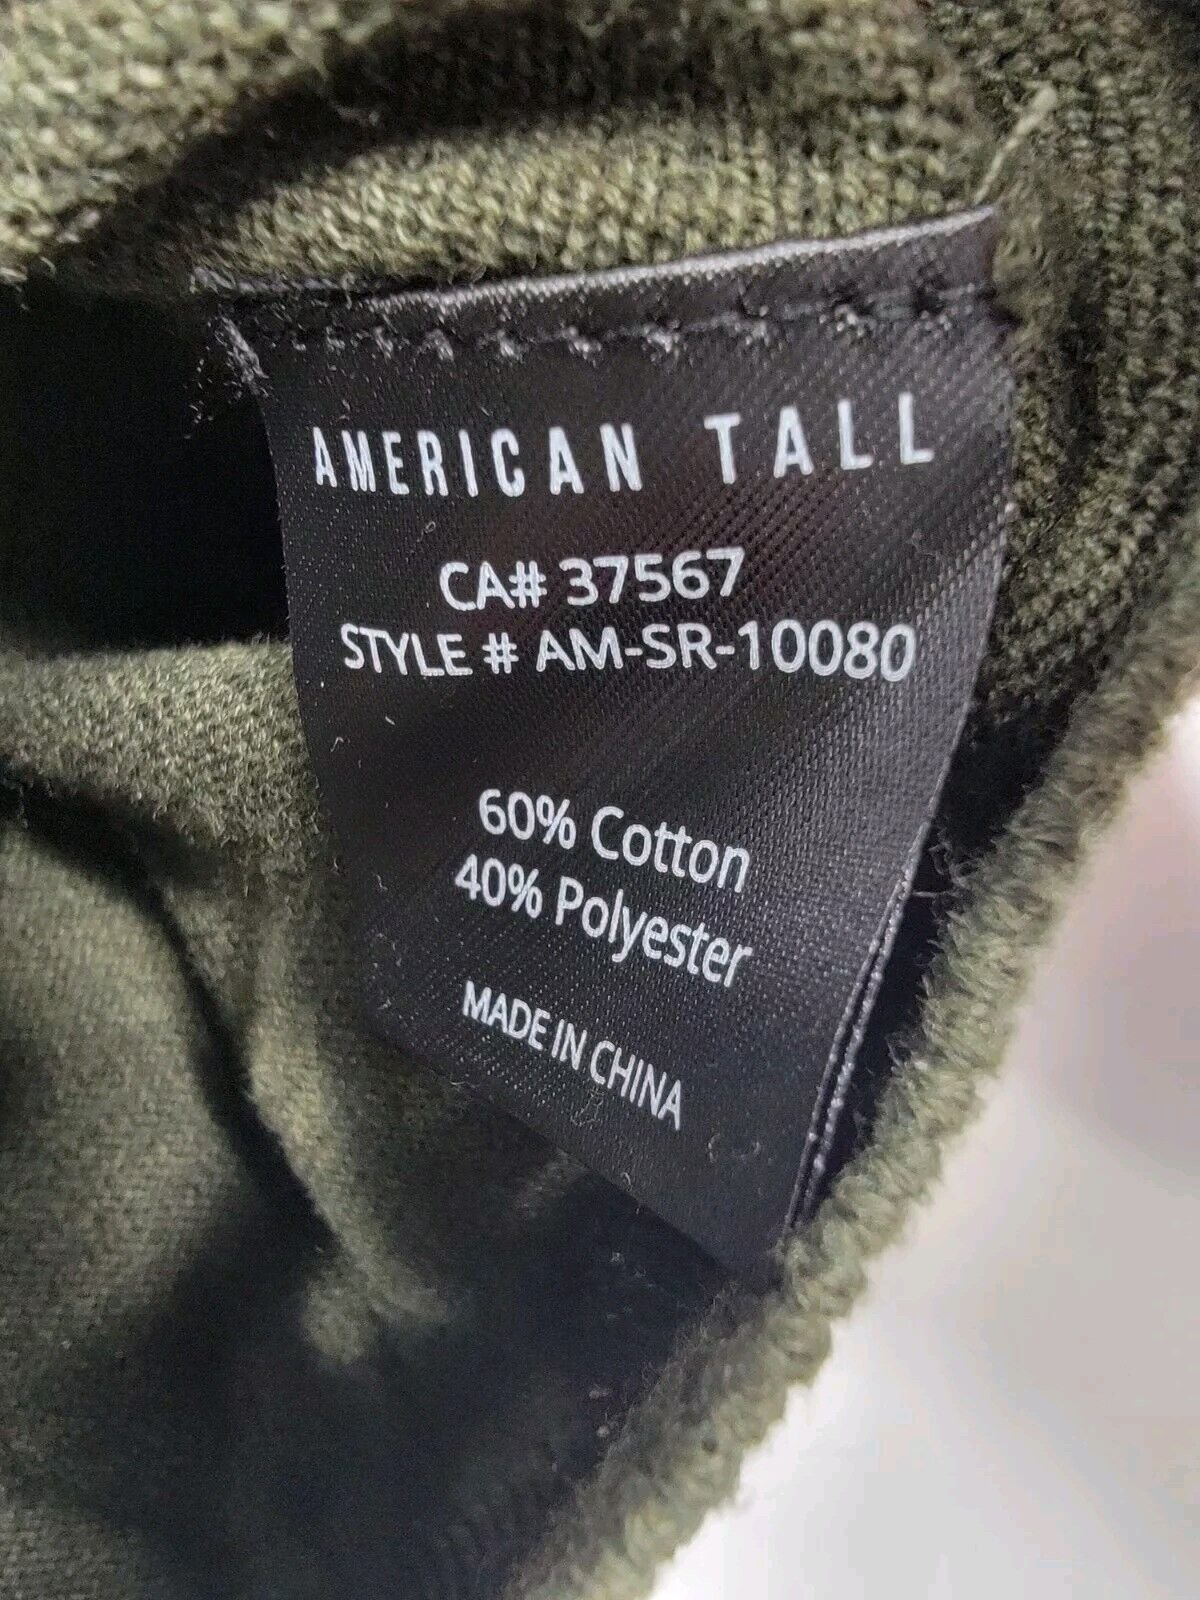 AMERICAN TALL
CA# 37567
STYLE # AM-SR-10080
60% Cotton
40% Polyester
MADE IN CHINA